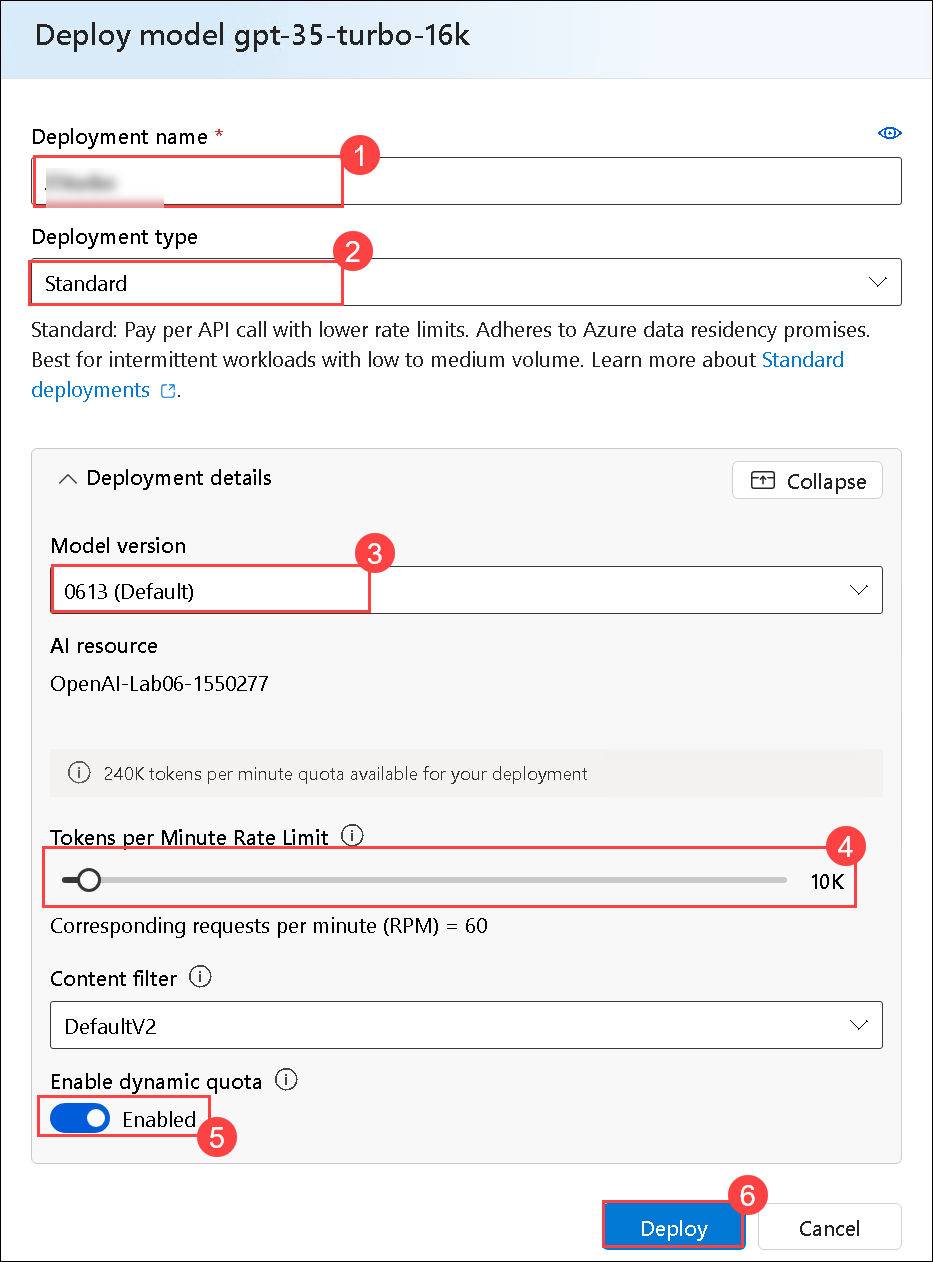 Deploy model gpt-35-turbo-16k
Deployment name *
1
Deployment type
2
Standard
Standard: Pay per API call with lower rate limits. Adheres to Azure data residency promises.
Best for intermittent workloads with low to medium volume. Learn more about Standard
deployments .
Deployment details
Collapse
Model version
3
0613 (Default)
AI resource
OpenAI-Lab06-1550277
240K tokens per minute quota available for your deployment
Tokens per Minute Rate Limit
4
10K
Corresponding requests per minute (RPM) = 60
Content filter
DefaultV2
Enable dynamic quota
Enabled
5
6
Deploy
Cancel